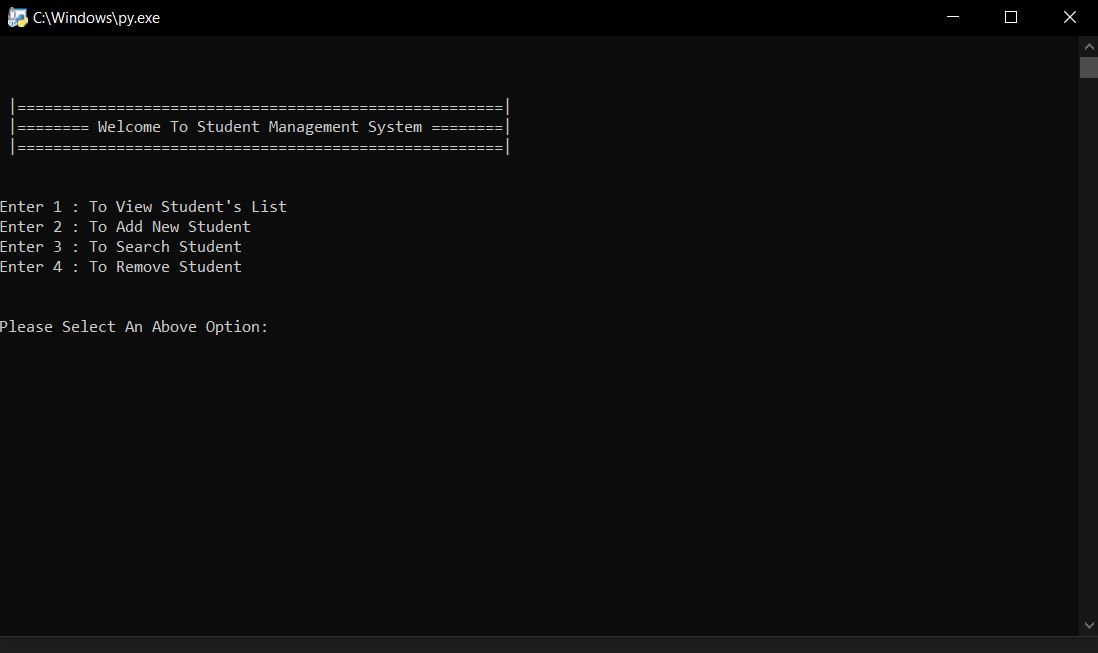 C:\Windows\py.exe
|======================================================|
|======== Welcome To Student Management System ========|
|======================================================|
Enter 1 : To View Student's List
Enter 2 : To Add New Student
Enter 3 : To Search Student
Enter 4 : To Remove Student
Please Select An Above Option: